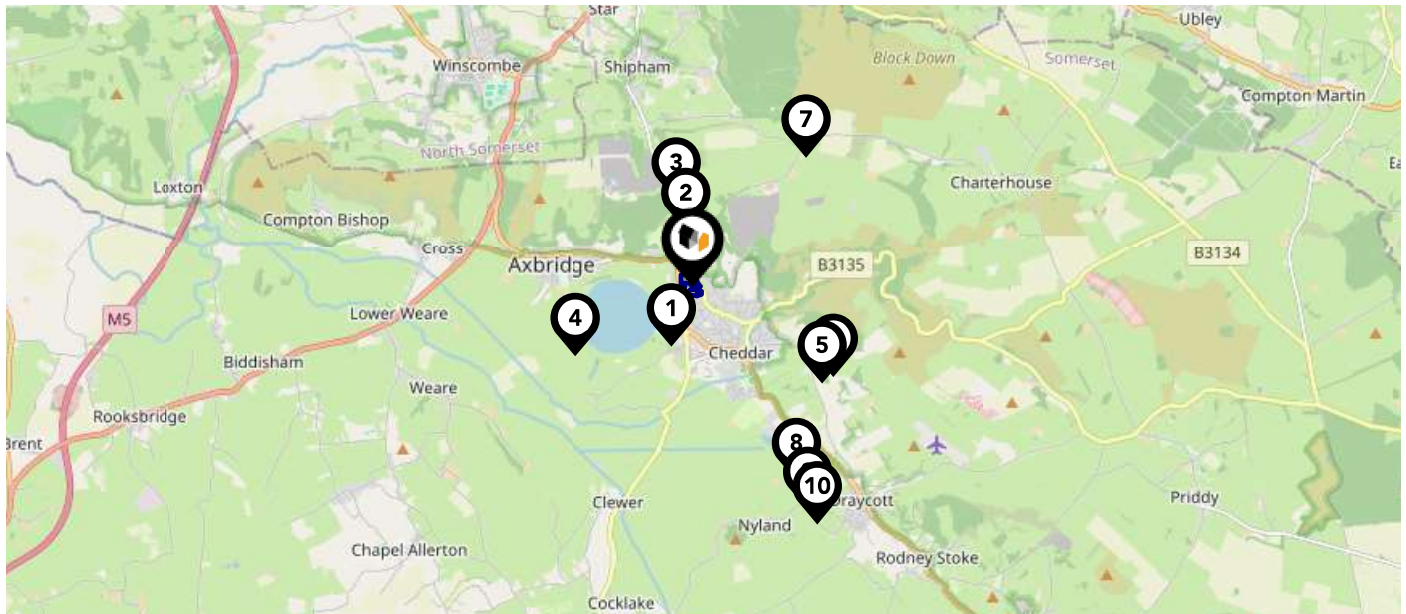 Star
Ubley
Winscombe
Shipham
Block Down
Somerset
Compton Martin
7
North Somerset
3
Loxton
2
Charterhouse
Compton Bishop
Cross
Axbridge
B3135
B3134
M5
Lower Weare
4
1
5
Cheddar
Biddisham
Weare
Rooksbridge
Brent
8
10
Clewer
Draycott
Priddy
Nyland
Chapel Allerton
Rodney Stoke
Cocklake